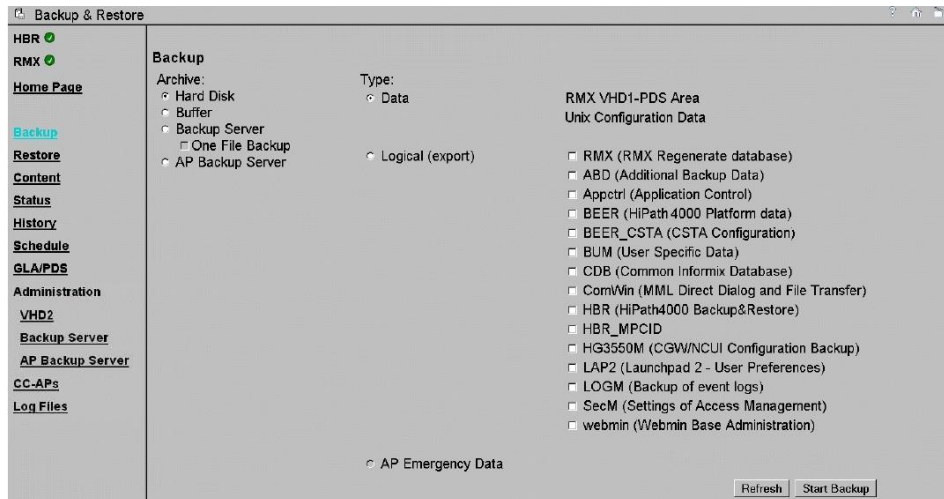 Backup & Restore
HBR
RMX
Home Page
Backup
Restore
Content
Status
History
Schedule
GLA/PDS
Administration
VHD2
Backup Server
AP Backup Server
CC-APs
Log Files
Backup
Archive:
Hard Disk
Buffer
Backup Server
One File Backup
AP Backup Server
Type:
Data
RMX VHD1-PDS Area
Unix Configuration Data
Logical (export)
RMX (RMX Regenerate database)
ABD (Additional Backup Data)
Appctrl (Application Control)
BEER (HiPath 4000 Platform data)
BEER_CSTA (CSTA Configuration)
BUM (User Specific Data)
CDB (Common Informix Database)
ComWin (MML Direct Dialog and File Transfer)
HBR (HiPath4000 Backup&Restore)
HBR_MPCID
HG3550M (CGW/NCUI Configuration Backup)
LAP2 (Launchpad 2 - User Preferences)
LOGM (Backup of event logs)
SecM (Settings of Access Management)
webmin (Webmin Base Administration)
AP Emergency Data
Refresh Start Backup